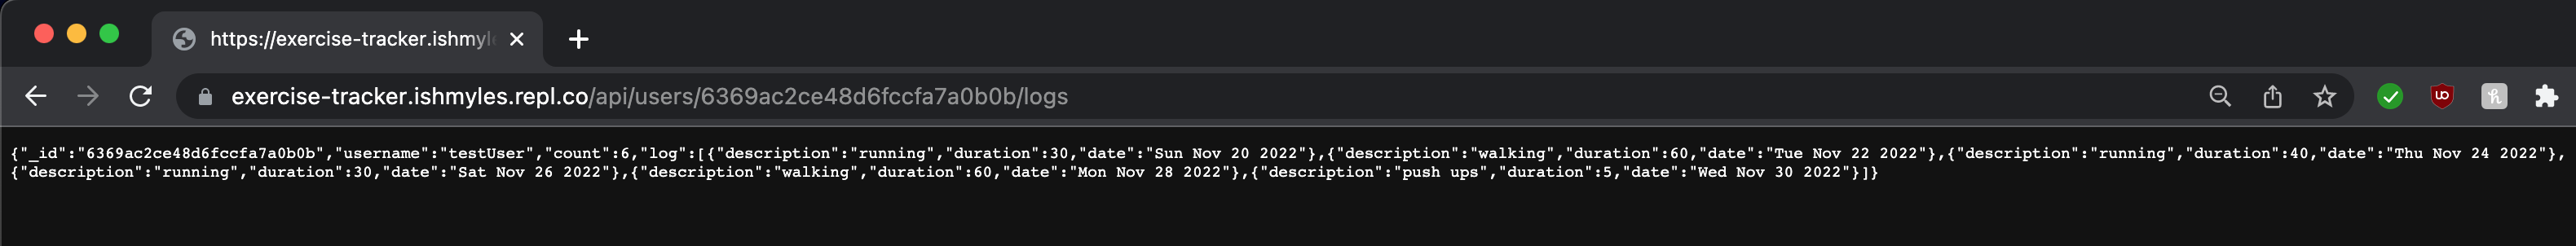 https://exercise-tracker.ishmyl
exercise-tracker.ishmyles.repl.co/api/users/6369ac2ce48d6fccfa7a0b0b/logs
{"_id":"6369ac2ce48d6fccfa7a0b0b","username":"testUser","count":6,"log":[{"description":"running","duration":30,"date":"Sun Nov 20 2022"},{"description":"walking","duration":60,"date":"Tue Nov 22 2022"},{"description":"running","duration":40,"date":"Thu Nov 24 2022"},
{"description":"running","duration":30,"date":"Sat Nov 26 2022"},{"description":"walking","duration":60,"date":"Mon Nov 28 2022"},{"description":"push ups","duration":5,"date":"Wed Nov 30 2022"}]}